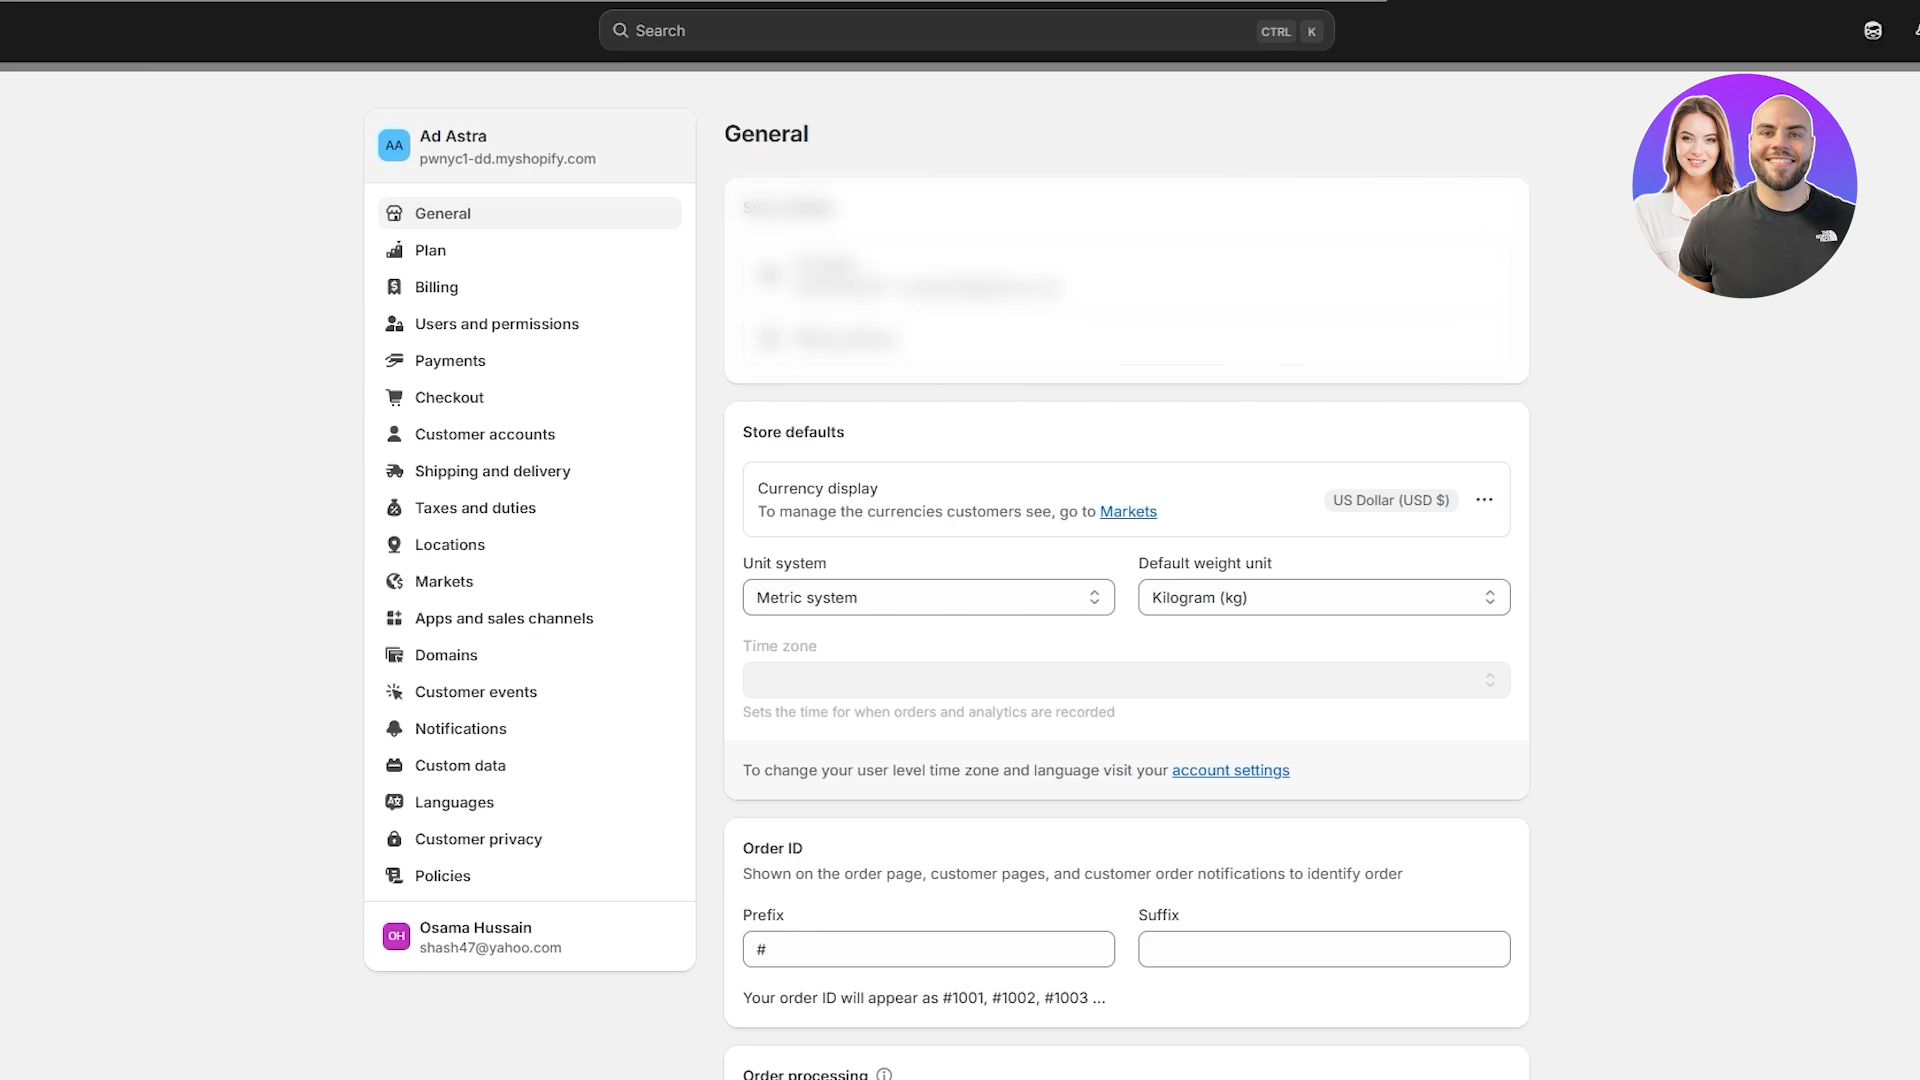 Search
CTRL K
AA
Ad Astra
pwnyc1-dd.myshopify.com
General
Plan
Billing
Users and permissions
Payments
Checkout
Customer accounts
Shipping and delivery
Taxes and duties
Locations
Markets
Apps and sales channels
Domains
Customer events
Notifications
Custom data
Languages
Customer privacy
Policies
OH
Osama Hussain
shash47@yahoo.com
General
Store defaults
Currency display
To manage the currencies customers see, go to Markets
US Dollar (USD $)
Unit system
Metric system
Default weight unit
Kilogram (kg)
Time zone
Sets the time for when orders and analytics are recorded
To change your user level time zone and language visit your account settings
Order ID
Shown on the order page, customer pages, and customer order notifications to identify order
Prefix
#
Suffix
Your order ID will appear as #1001, #1002, #1003 ...
Order processing
THE NORTH FACE